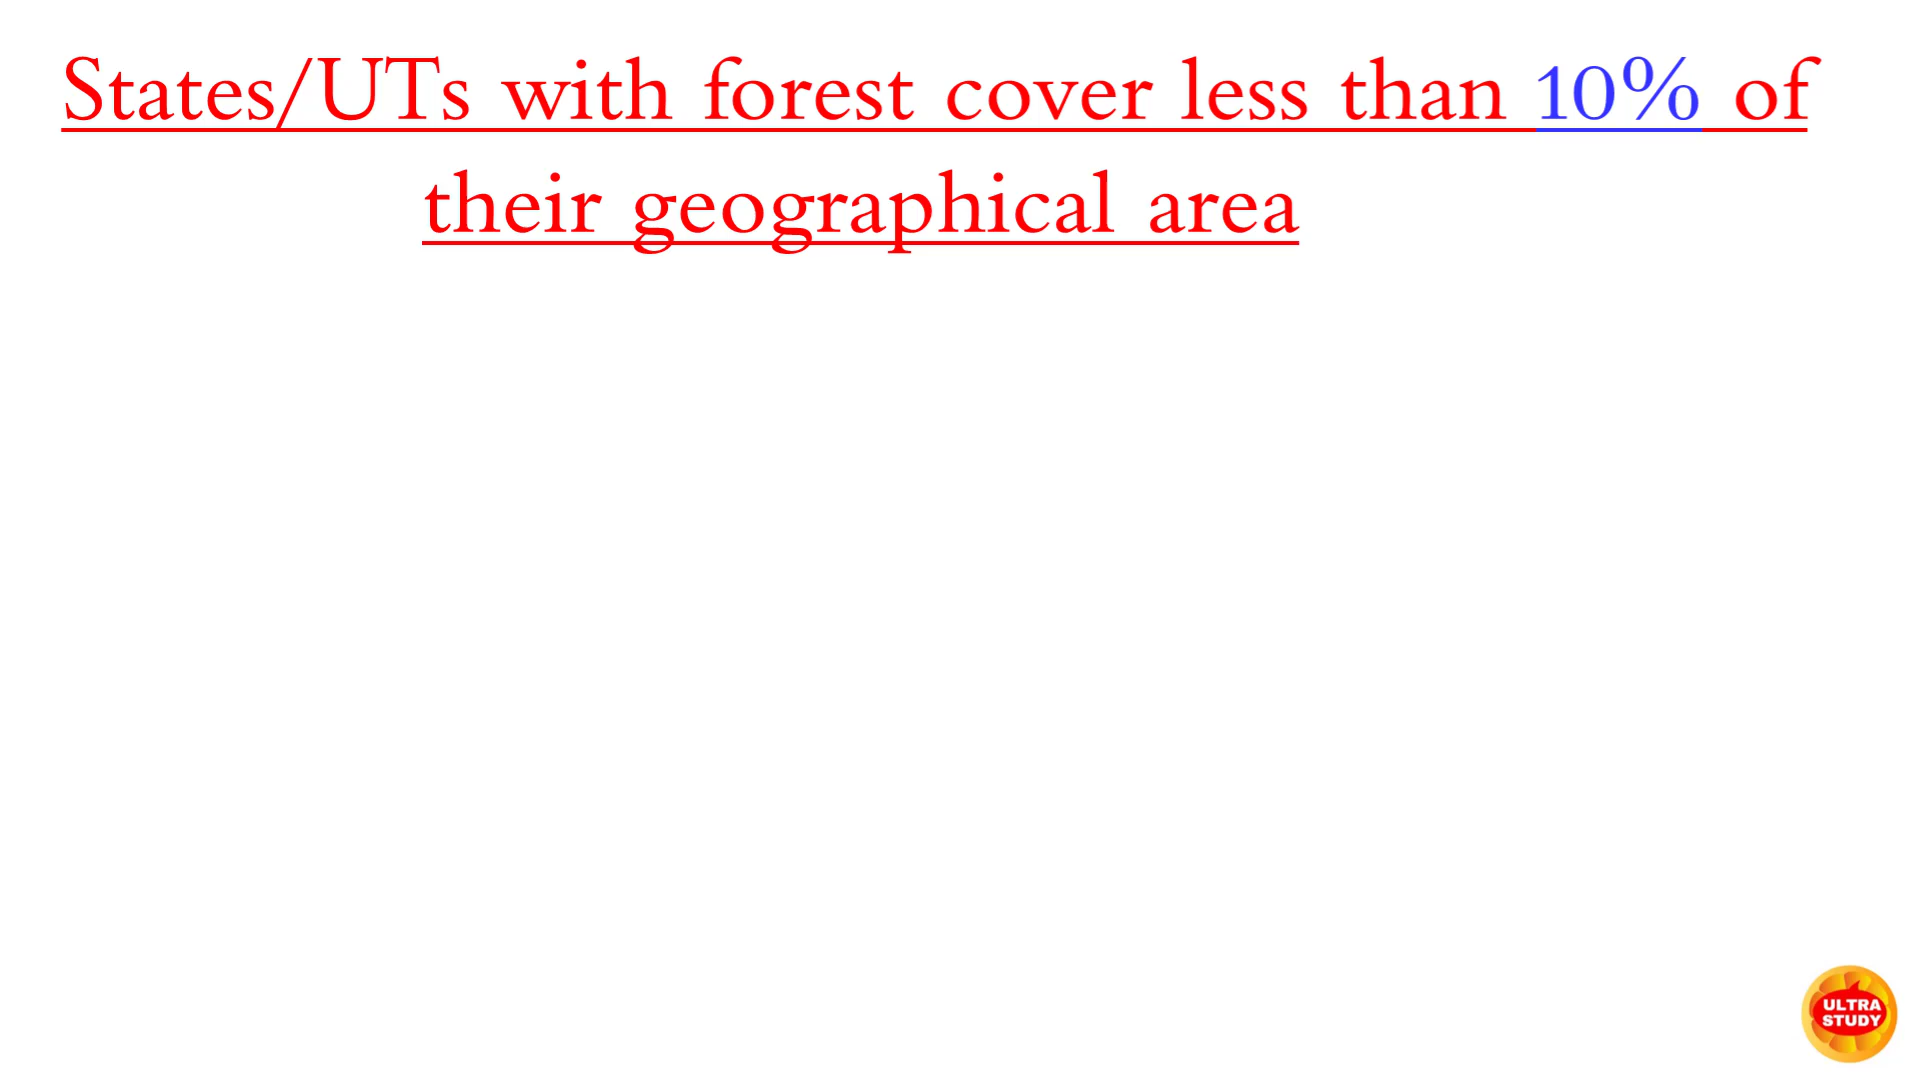 States/UTs with forest cover less than 10% of
their geographical area
ULTRA
STUDY